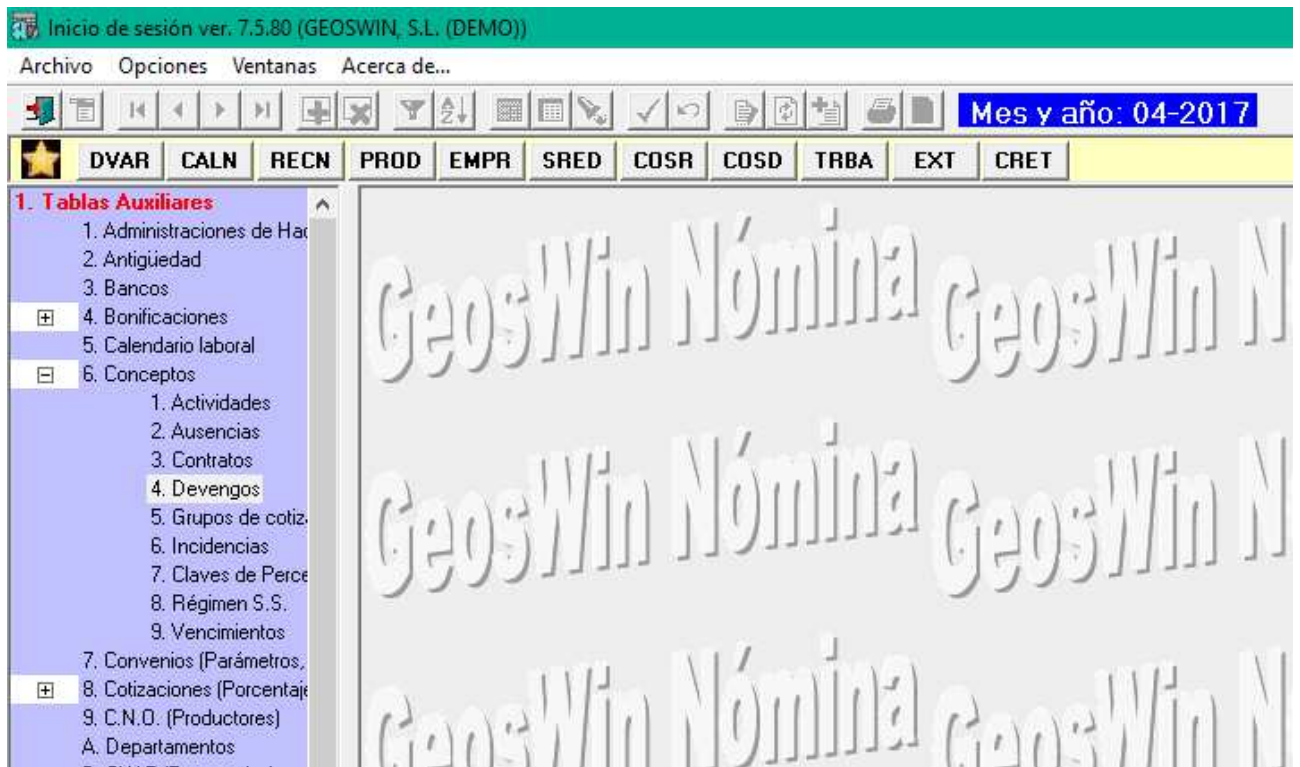 Inicio de sesión ver. 7.5.80 (GEOSWIN, S.L. (DEMO))
Archivo Opciones Ventanas Acerca de...
Mes y año: 04-2017
DVAR CALN RECN PROD EMPR SRED COSR COSD TRBA EXT CRET
1. Tablas Auxiliares
1. Administraciones de Hac
2. Antigüedad
3. Bancos
4. Bonificaciones
5. Calendario laboral
6. Conceptos
1. Actividades
2. Ausencias
3. Contratos
4. Devengos
5. Grupos de cotiz
6. Incidencias
7. Claves de Perce
8. Régimen S.S.
9. Vencimientos
7. Convenios (Parámetros,
8. Cotizaciones (Porcentaje
9. C.N.O. (Productores)
A. Departamentos
GeosWin Nómina GeosWin N
GeosWin Nómina GeosWin N
GeosWin Nómina GeosWin N